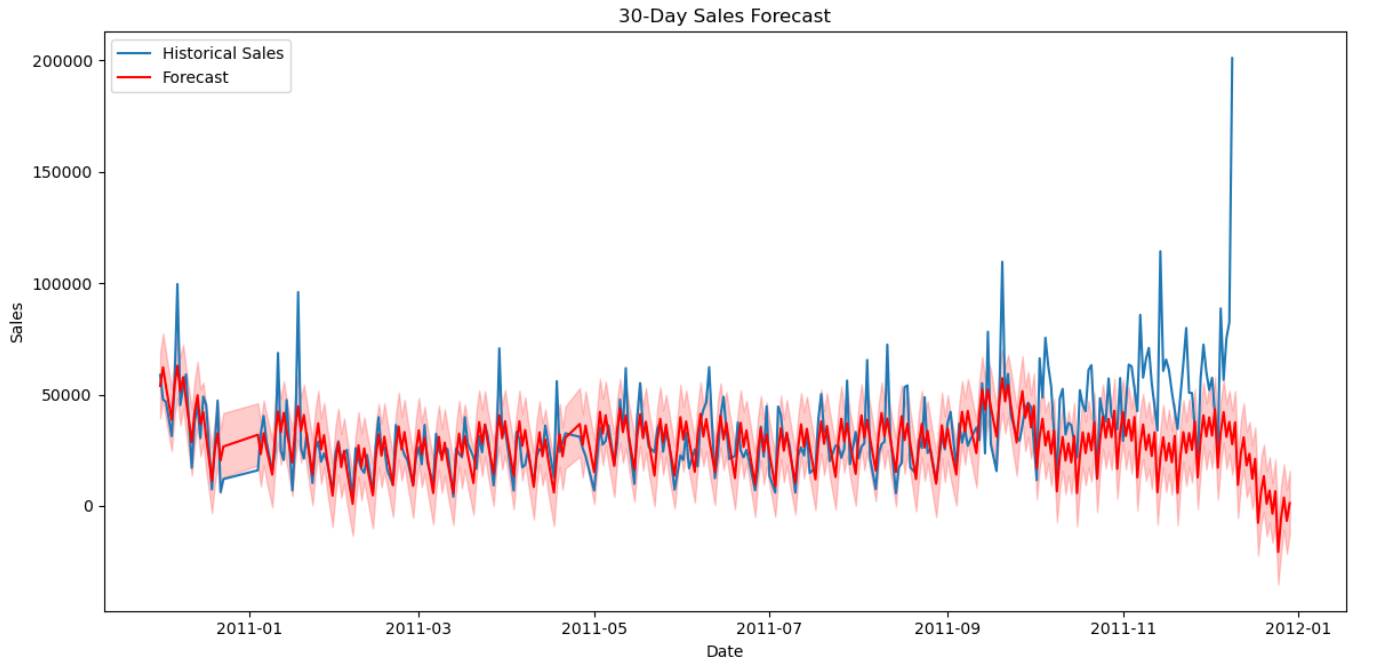 30-Day Sales Forecast
Historical Sales
Forecast
200000
150000
100000
50000
0
Sales
2011-01 2011-03 2011-05 2011-07 2011-09 2011-11 2012-01
Date